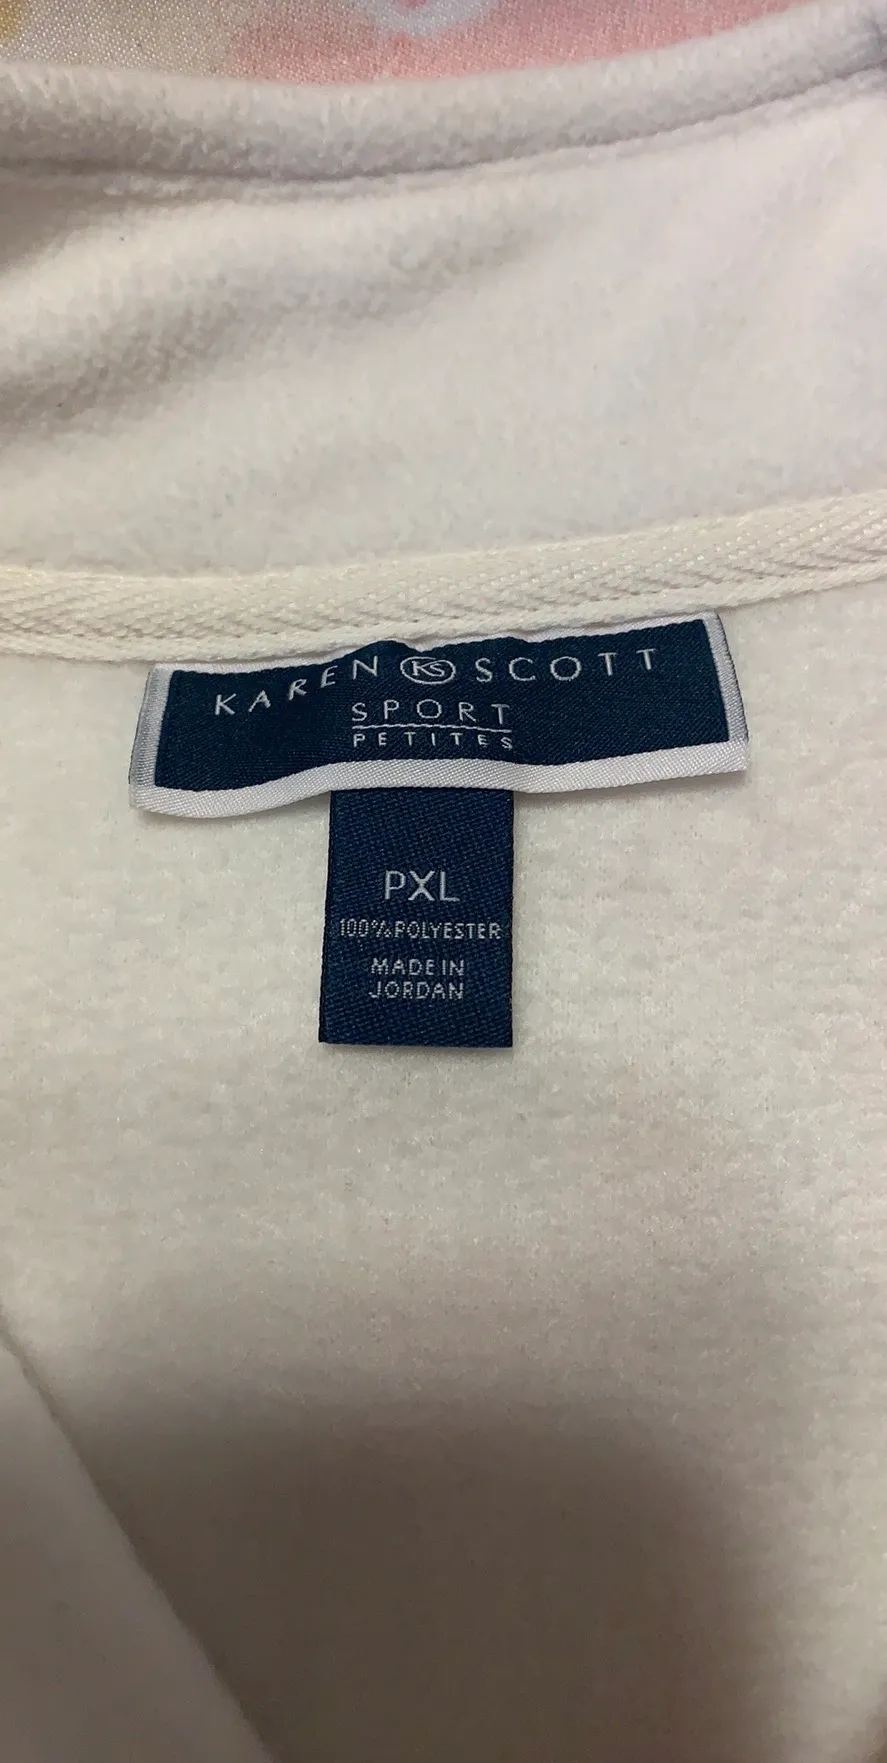 KAREN KS SCOTT
SPORT
PETITES
PXL
100% POLYESTER
MADE IN
JORDAN